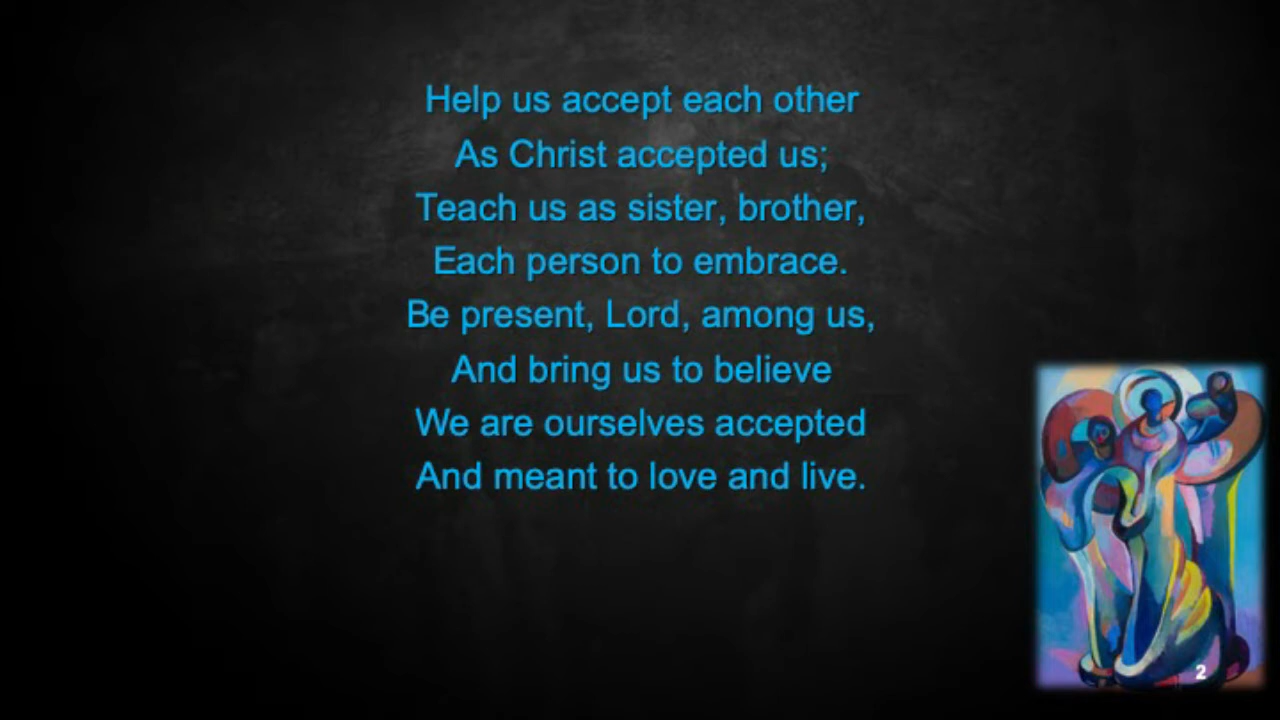 Help us accept each other
As Christ accepted us;
Teach us as sister, brother,
Each person to embrace.
Be present, Lord, among us,
And bring us to believe
We are ourselves accepted
And meant to love and live.
2